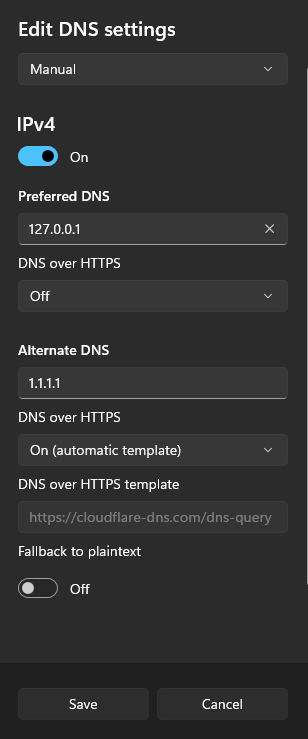 Edit DNS settings
Manual
IPv4
On
Preferred DNS
127.0.0.1
DNS over HTTPS
Off
Alternate DNS
1.1.1.1
DNS over HTTPS
On (automatic template)
DNS over HTTPS template
https://cloudflare-dns.com/dns-query
Fallback to plaintext
Off
Save
Cancel